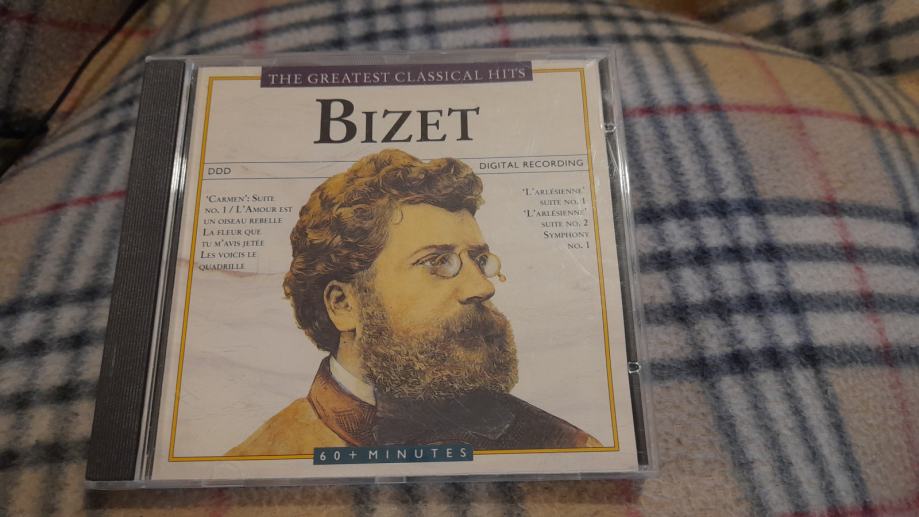 THE GREATEST CLASSICAL HITS
BIZET
DDD
DIGITAL RECORDING
'CARMEN': SUITE
NO. 1 / L'AMOUR EST
UN OISEAU REBELLE
LA FLEUR QUE
TU M'AVIS JETÉE
LES VOICIS LE
QUADRILLE
'L'ARLÉSIENNE'
SUITE NO. 1
'L'ARLÉSIENNE'
SUITE NO. 2
SYMPHONY
NO. 1
60+ MINUTES